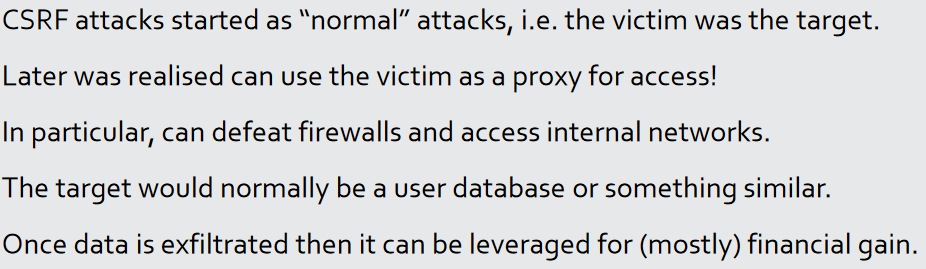 CSRF attacks started as “normal” attacks, i.e. the victim was the target.
Later was realised can use the victim as a proxy for access!
In particular, can defeat firewalls and access internal networks.
The target would normally be a user database or something similar.
Once data is exfiltrated then it can be leveraged for (mostly) financial gain.